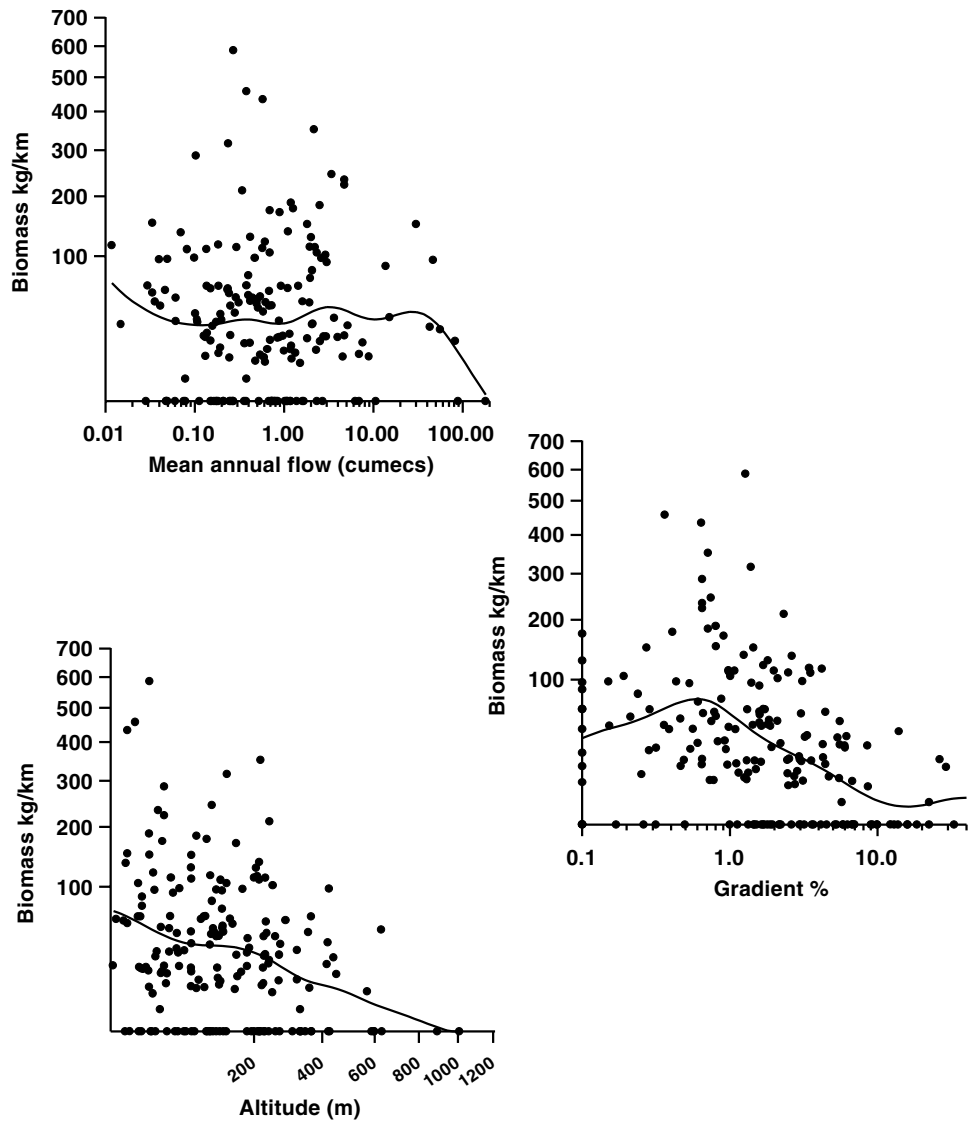 700
600
500
400
300
200
100
Biomass kg/km
0.01 0.10 1.00 10.00 100.00
Mean annual flow (cumecs)
700
600
500
400
300
200
100
Biomass kg/km
0.1 1.0 10.0
Gradient %
700
600
500
400
300
200
100
Biomass kg/km
200 400 600 800 1000 1200
Altitude (m)